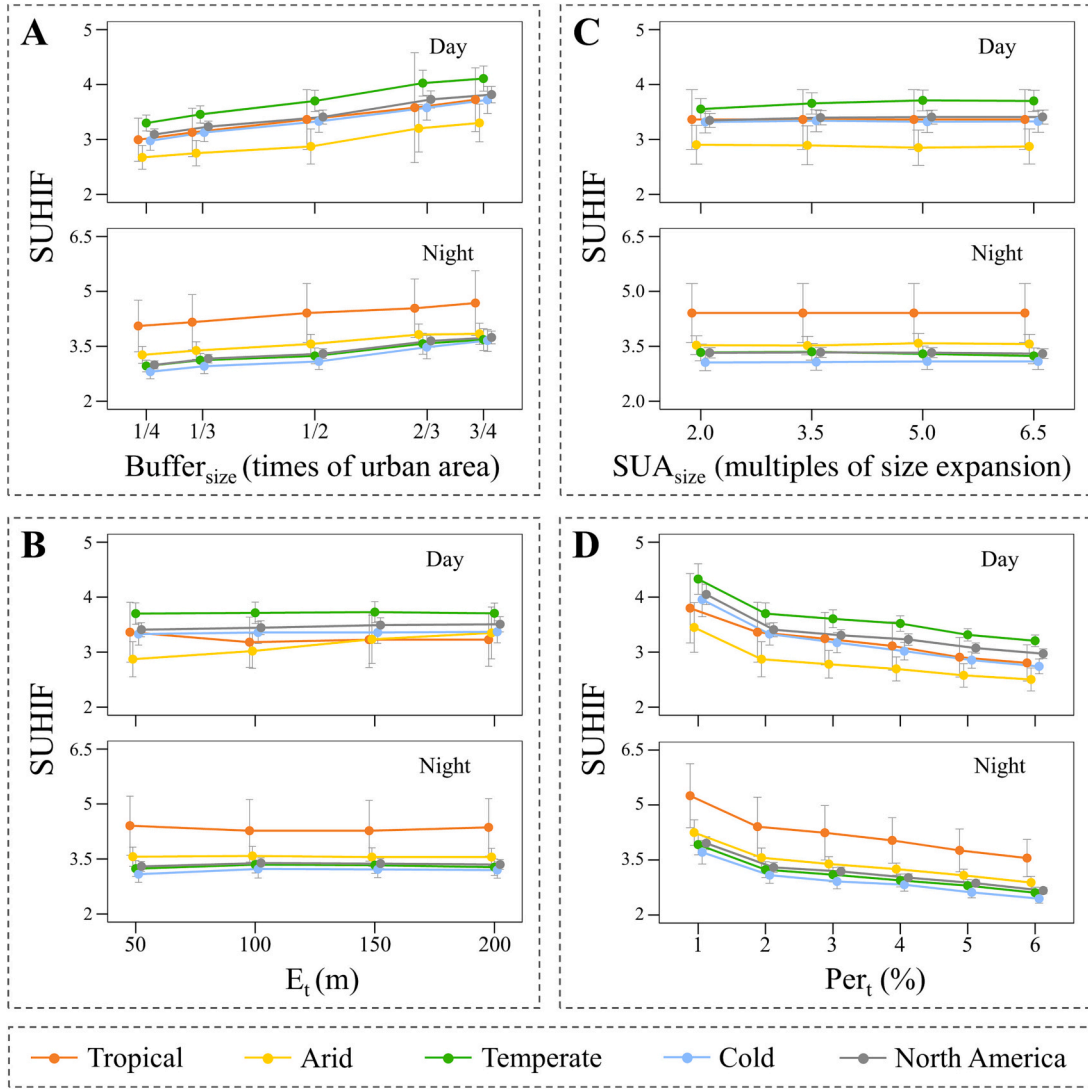 A
Day
5
4
3
2
SUHIF
Night
6.5
5
3.5
2
1/4 1/3 1/2 2/3 3/4
Buffersize (times of urban area)
C
Day
5
4
3
2
SUHIF
Night
6.5
5.0
3.5
2.0
2.0 3.5 5.0 6.5
SUAsize (multiples of size expansion)
B
Day
5
4
3
2
SUHIF
Night
6.5
5
3.5
2
50 100 150 200
Et (m)
D
Day
5
4
3
2
SUHIF
Night
6.5
5
3.5
2
1 2 3 4 5 6
Pert (%)
Tropical Arid Temperate Cold North America